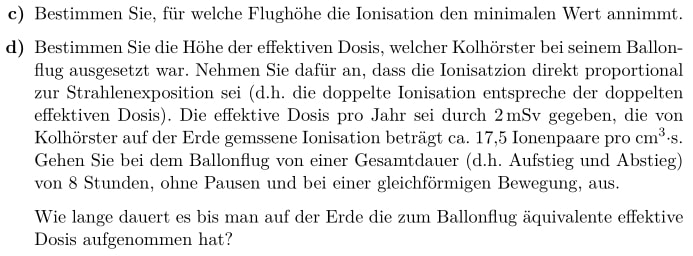 c) Bestimmen Sie, für welche Flughöhe die Ionisation den minimalen Wert annimmt.
d) Bestimmen Sie die Höhe der effektiven Dosis, welcher Kolhörster bei seinem Ballon-
flug ausgesetzt war. Nehmen Sie dafür an, dass die Ionisatzion direkt proportional
zur Strahlenexposition sei (d.h. die doppelte Ionisation entspreche der doppelten
effektiven Dosis). Die effektive Dosis pro Jahr sei durch 2 mSv gegeben, die von
Kolhörster auf der Erde gemssene Ionisation beträgt ca. 17,5 Ionenpaare pro cm³·s.
Gehen Sie bei dem Ballonflug von einer Gesamtdauer (d.h. Aufstieg und Abstieg)
von 8 Stunden, ohne Pausen und bei einer gleichförmigen Bewegung, aus.
Wie lange dauert es bis man auf der Erde die zum Ballonflug äquivalente effektive
Dosis aufgenommen hat?